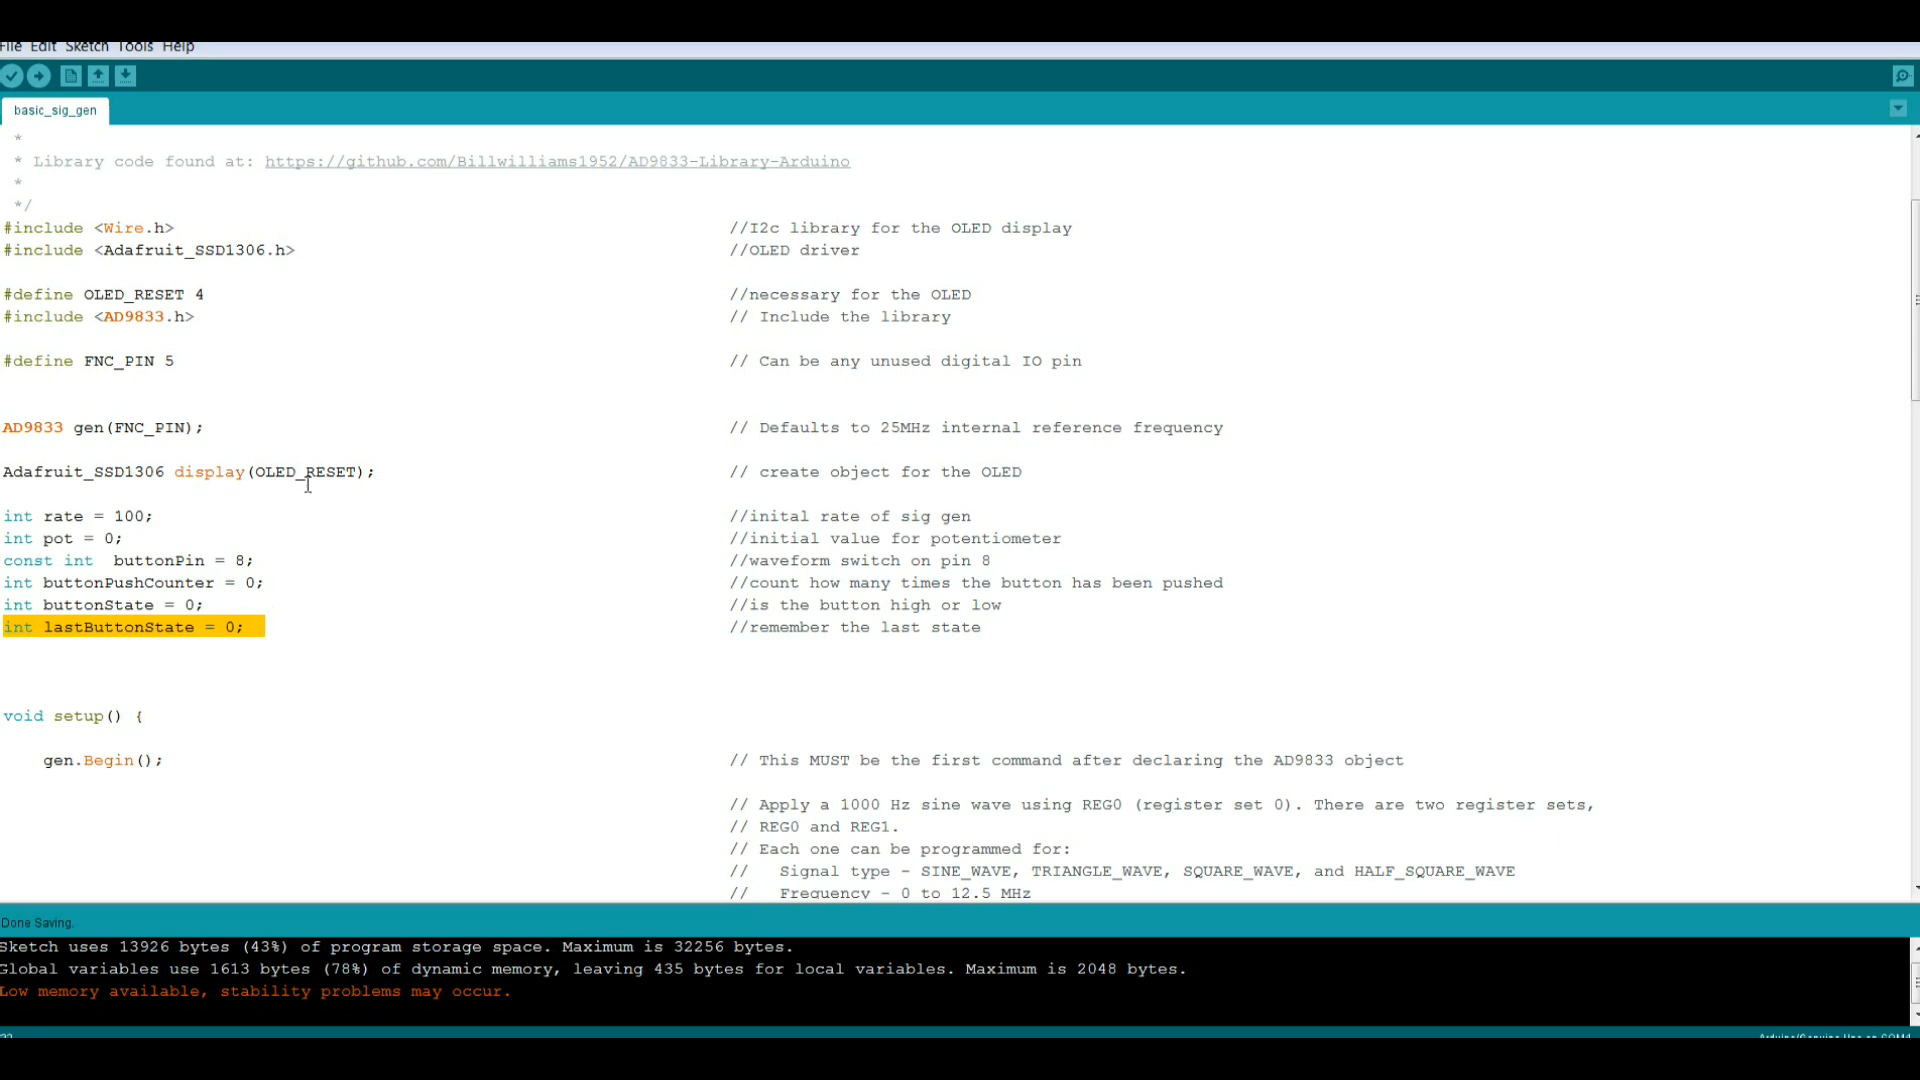 File Edit Sketch Tools Help
basic_sig_gen
*
* Library code found at: https://github.com/Billwilliams1952/AD9833-Library-Arduino
*
*/
#include <Wire.h> //I2c library for the OLED display
#include <Adafruit_SSD1306.h> //OLED driver
#define OLED_RESET 4 //necessary for the OLED
#include <AD9833.h> // Include the library
#define FNC_PIN 5 // Can be any unused digital IO pin
AD9833 gen(FNC_PIN); // Defaults to 25MHz internal reference frequency
Adafruit_SSD1306 display(OLED_RESET); // create object for the OLED
int rate = 100; //inital rate of sig gen
int pot = 0; //initial value for potentiometer
const int  buttonPin = 8; //waveform switch on pin 8
int buttonPushCounter = 0; //count how many times the button has been pushed
int buttonState = 0; //is the button high or low
int lastButtonState = 0; //remember the last state
void setup() {
gen.Begin(); // This MUST be the first command after declaring the AD9833 object
// Apply a 1000 Hz sine wave using REG0 (register set 0). There are two register sets,
// REG0 and REG1.
// Each one can be programmed for:
//   Signal type - SINE_WAVE, TRIANGLE_WAVE, SQUARE_WAVE, and HALF_SQUARE_WAVE
//   Frequency - 0 to 12.5 MHz
Done Saving.
Sketch uses 13926 bytes (43%) of program storage space. Maximum is 32256 bytes.
Global variables use 1613 bytes (78%) of dynamic memory, leaving 435 bytes for local variables. Maximum is 2048 bytes.
Low memory available, stability problems may occur.